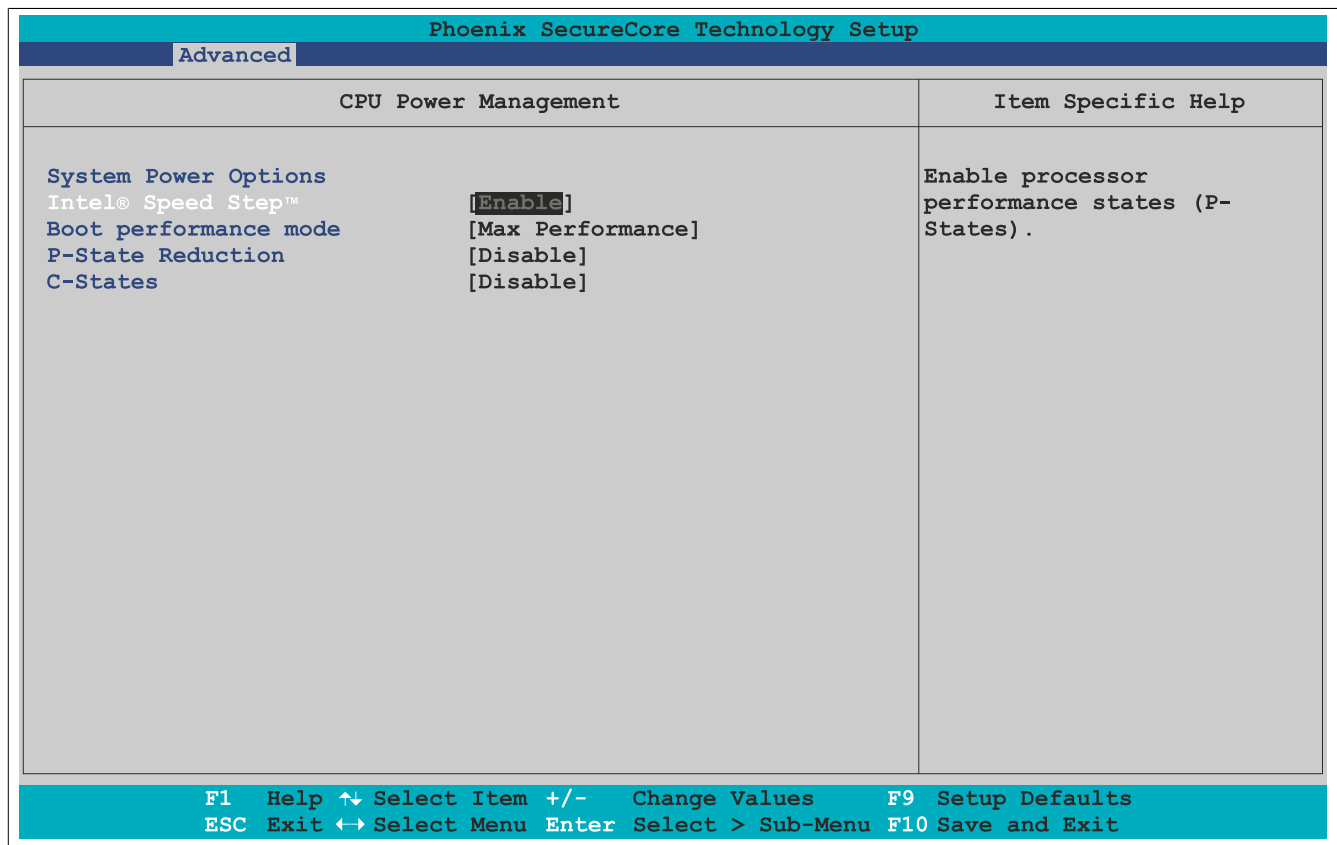 Phoenix SecureCore Technology Setup
Advanced
CPU Power Management
Item Specific Help
System Power Options
Intel® Speed Step™ [Enable]
Boot performance mode [Max Performance]
P-State Reduction [Disable]
C-States [Disable]
Enable processor
performance states (P-
States).
F1 Help ↑↓ Select Item +/- Change Values F9 Setup Defaults
ESC Exit ←→ Select Menu Enter Select > Sub-Menu F10 Save and Exit